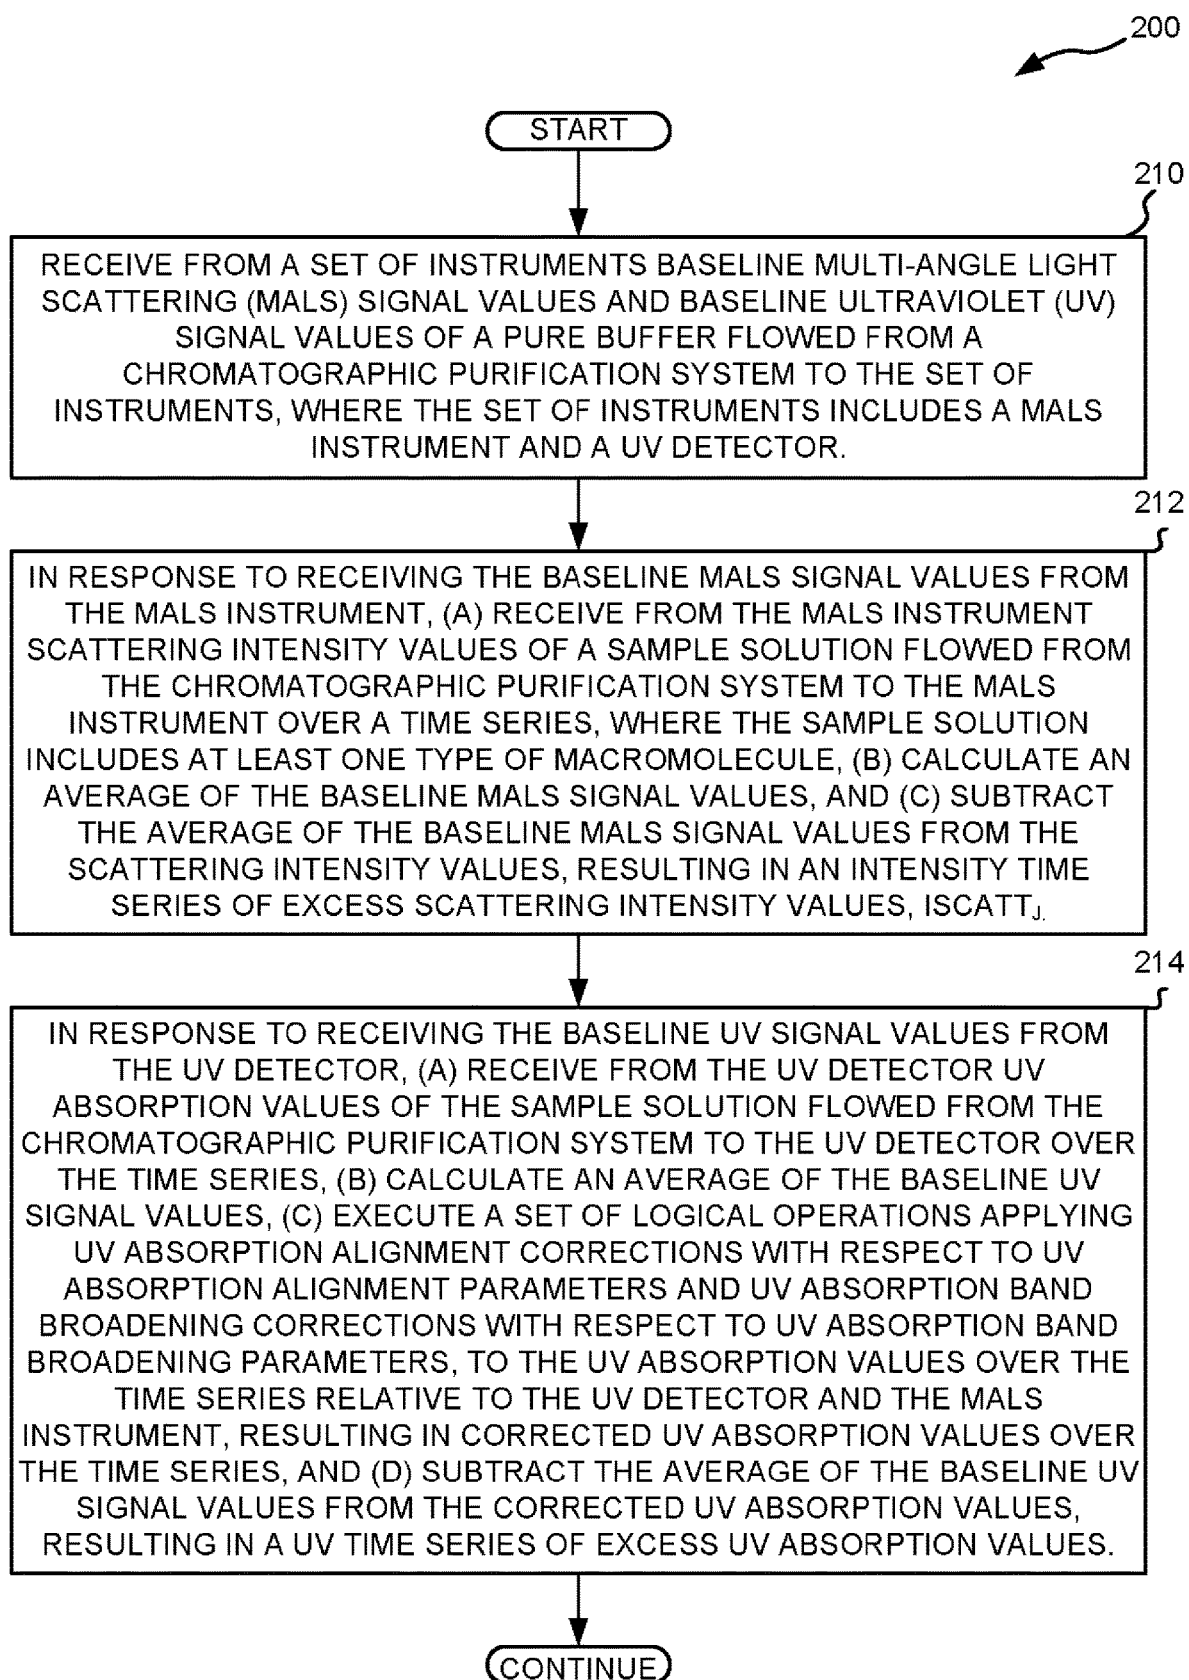 200
START
210
RECEIVE FROM A SET OF INSTRUMENTS BASELINE MULTI-ANGLE LIGHT
SCATTERING (MALS) SIGNAL VALUES AND BASELINE ULTRAVIOLET (UV)
SIGNAL VALUES OF A PURE BUFFER FLOWED FROM A
CHROMATOGRAPHIC PURIFICATION SYSTEM TO THE SET OF
INSTRUMENTS, WHERE THE SET OF INSTRUMENTS INCLUDES A MALS
INSTRUMENT AND A UV DETECTOR.
212
IN RESPONSE TO RECEIVING THE BASELINE MALS SIGNAL VALUES FROM
THE MALS INSTRUMENT, (A) RECEIVE FROM THE MALS INSTRUMENT
SCATTERING INTENSITY VALUES OF A SAMPLE SOLUTION FLOWED FROM
THE CHROMATOGRAPHIC PURIFICATION SYSTEM TO THE MALS
INSTRUMENT OVER A TIME SERIES, WHERE THE SAMPLE SOLUTION
INCLUDES AT LEAST ONE TYPE OF MACROMOLECULE, (B) CALCULATE AN
AVERAGE OF THE BASELINE MALS SIGNAL VALUES, AND (C) SUBTRACT
THE AVERAGE OF THE BASELINE MALS SIGNAL VALUES FROM THE
SCATTERING INTENSITY VALUES, RESULTING IN AN INTENSITY TIME
SERIES OF EXCESS SCATTERING INTENSITY VALUES, ISCATTJ.
214
IN RESPONSE TO RECEIVING THE BASELINE UV SIGNAL VALUES FROM
THE UV DETECTOR, (A) RECEIVE FROM THE UV DETECTOR UV
ABSORPTION VALUES OF THE SAMPLE SOLUTION FLOWED FROM THE
CHROMATOGRAPHIC PURIFICATION SYSTEM TO THE UV DETECTOR OVER
THE TIME SERIES, (B) CALCULATE AN AVERAGE OF THE BASELINE UV
SIGNAL VALUES, (C) EXECUTE A SET OF LOGICAL OPERATIONS APPLYING
UV ABSORPTION ALIGNMENT CORRECTIONS WITH RESPECT TO UV
ABSORPTION ALIGNMENT PARAMETERS AND UV ABSORPTION BAND
BROADENING CORRECTIONS WITH RESPECT TO UV ABSORPTION BAND
BROADENING PARAMETERS, TO THE UV ABSORPTION VALUES OVER THE
TIME SERIES RELATIVE TO THE UV DETECTOR AND THE MALS
INSTRUMENT, RESULTING IN CORRECTED UV ABSORPTION VALUES OVER
THE TIME SERIES, AND (D) SUBTRACT THE AVERAGE OF THE BASELINE UV
SIGNAL VALUES FROM THE CORRECTED UV ABSORPTION VALUES,
RESULTING IN A UV TIME SERIES OF EXCESS UV ABSORPTION VALUES.
CONTINUE